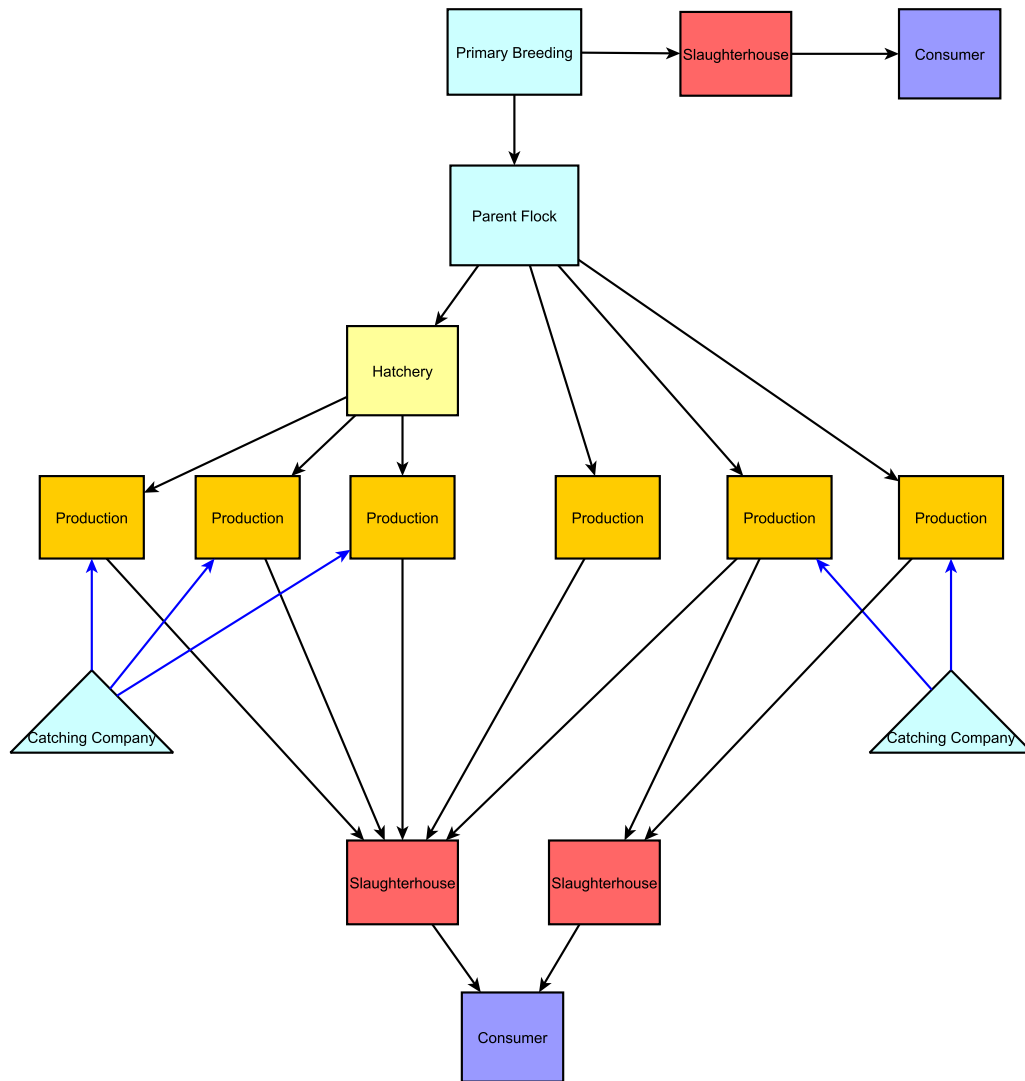 Primary Breeding
Slaughterhouse
Consumer
Parent Flock
Hatchery
Production
Production
Production
Production
Production
Production
Catching Company
Catching Company
Slaughterhouse
Slaughterhouse
Consumer